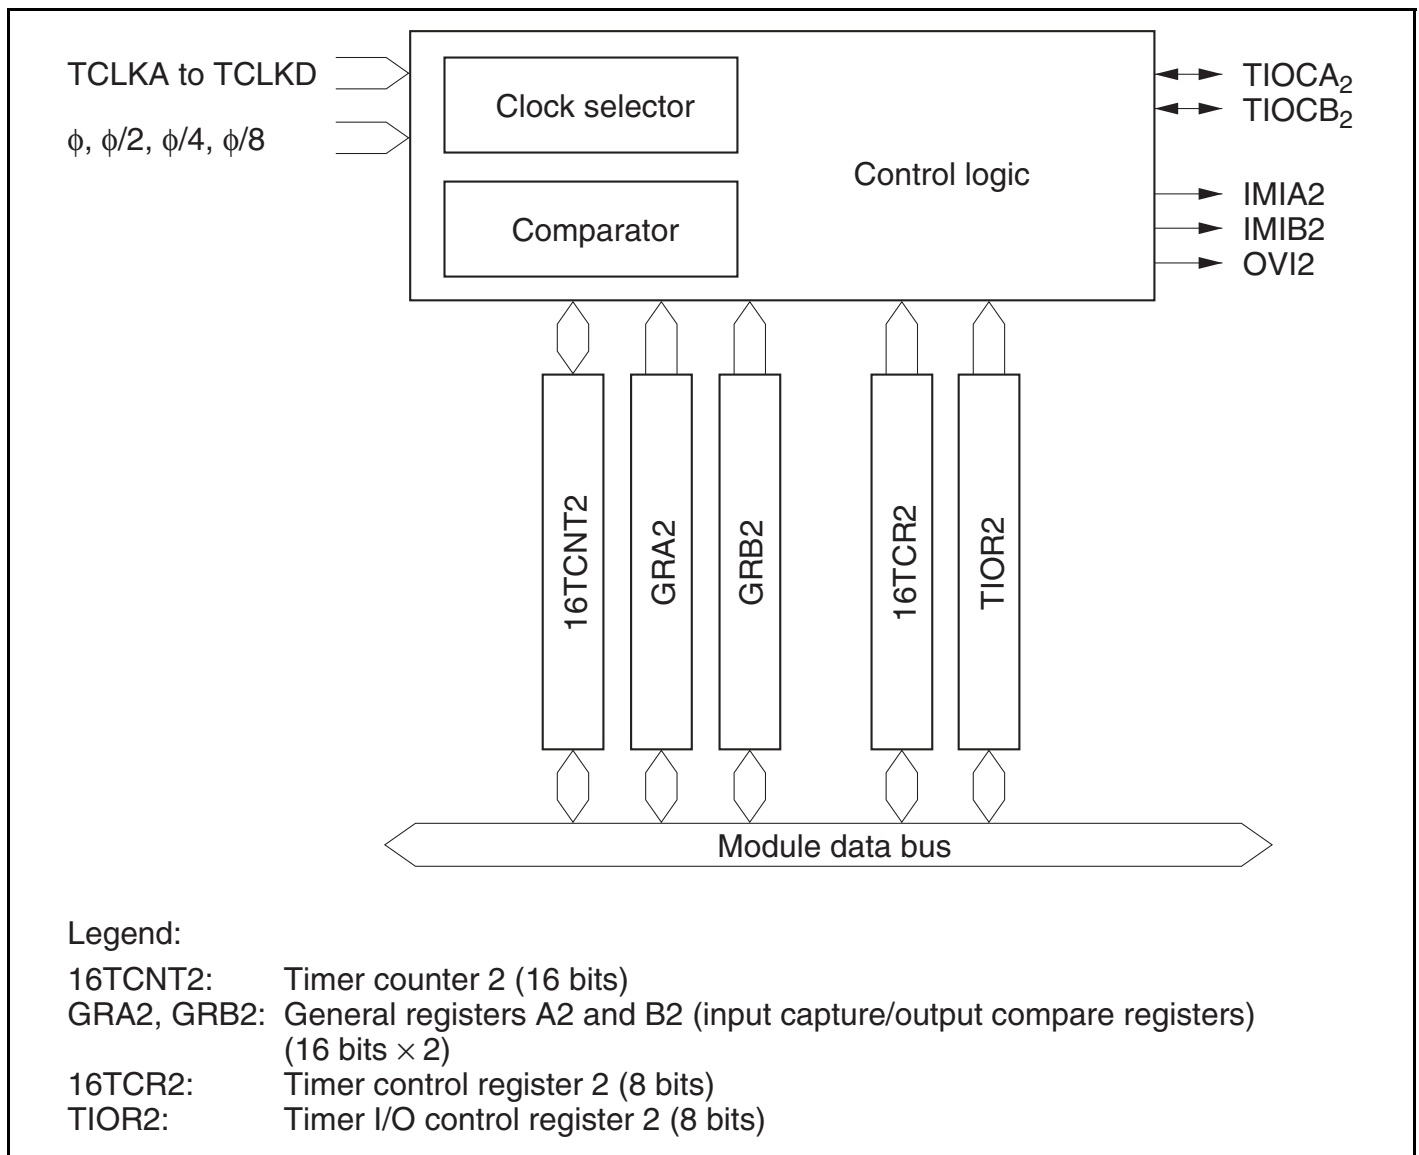 TCLKA to TCLKD
ϕ, ϕ/2, ϕ/4, ϕ/8
Clock selector
Comparator
Control logic
TIOCA₂
TIOCB₂
IMIA2
IMIB2
OVI2
16TCNT2
GRA2
GRB2
16TCR2
TIOR2
Module data bus
Legend:
16TCNT2: Timer counter 2 (16 bits)
GRA2, GRB2: General registers A2 and B2 (input capture/output compare registers)
(16 bits × 2)
16TCR2: Timer control register 2 (8 bits)
TIOR2: Timer I/O control register 2 (8 bits)